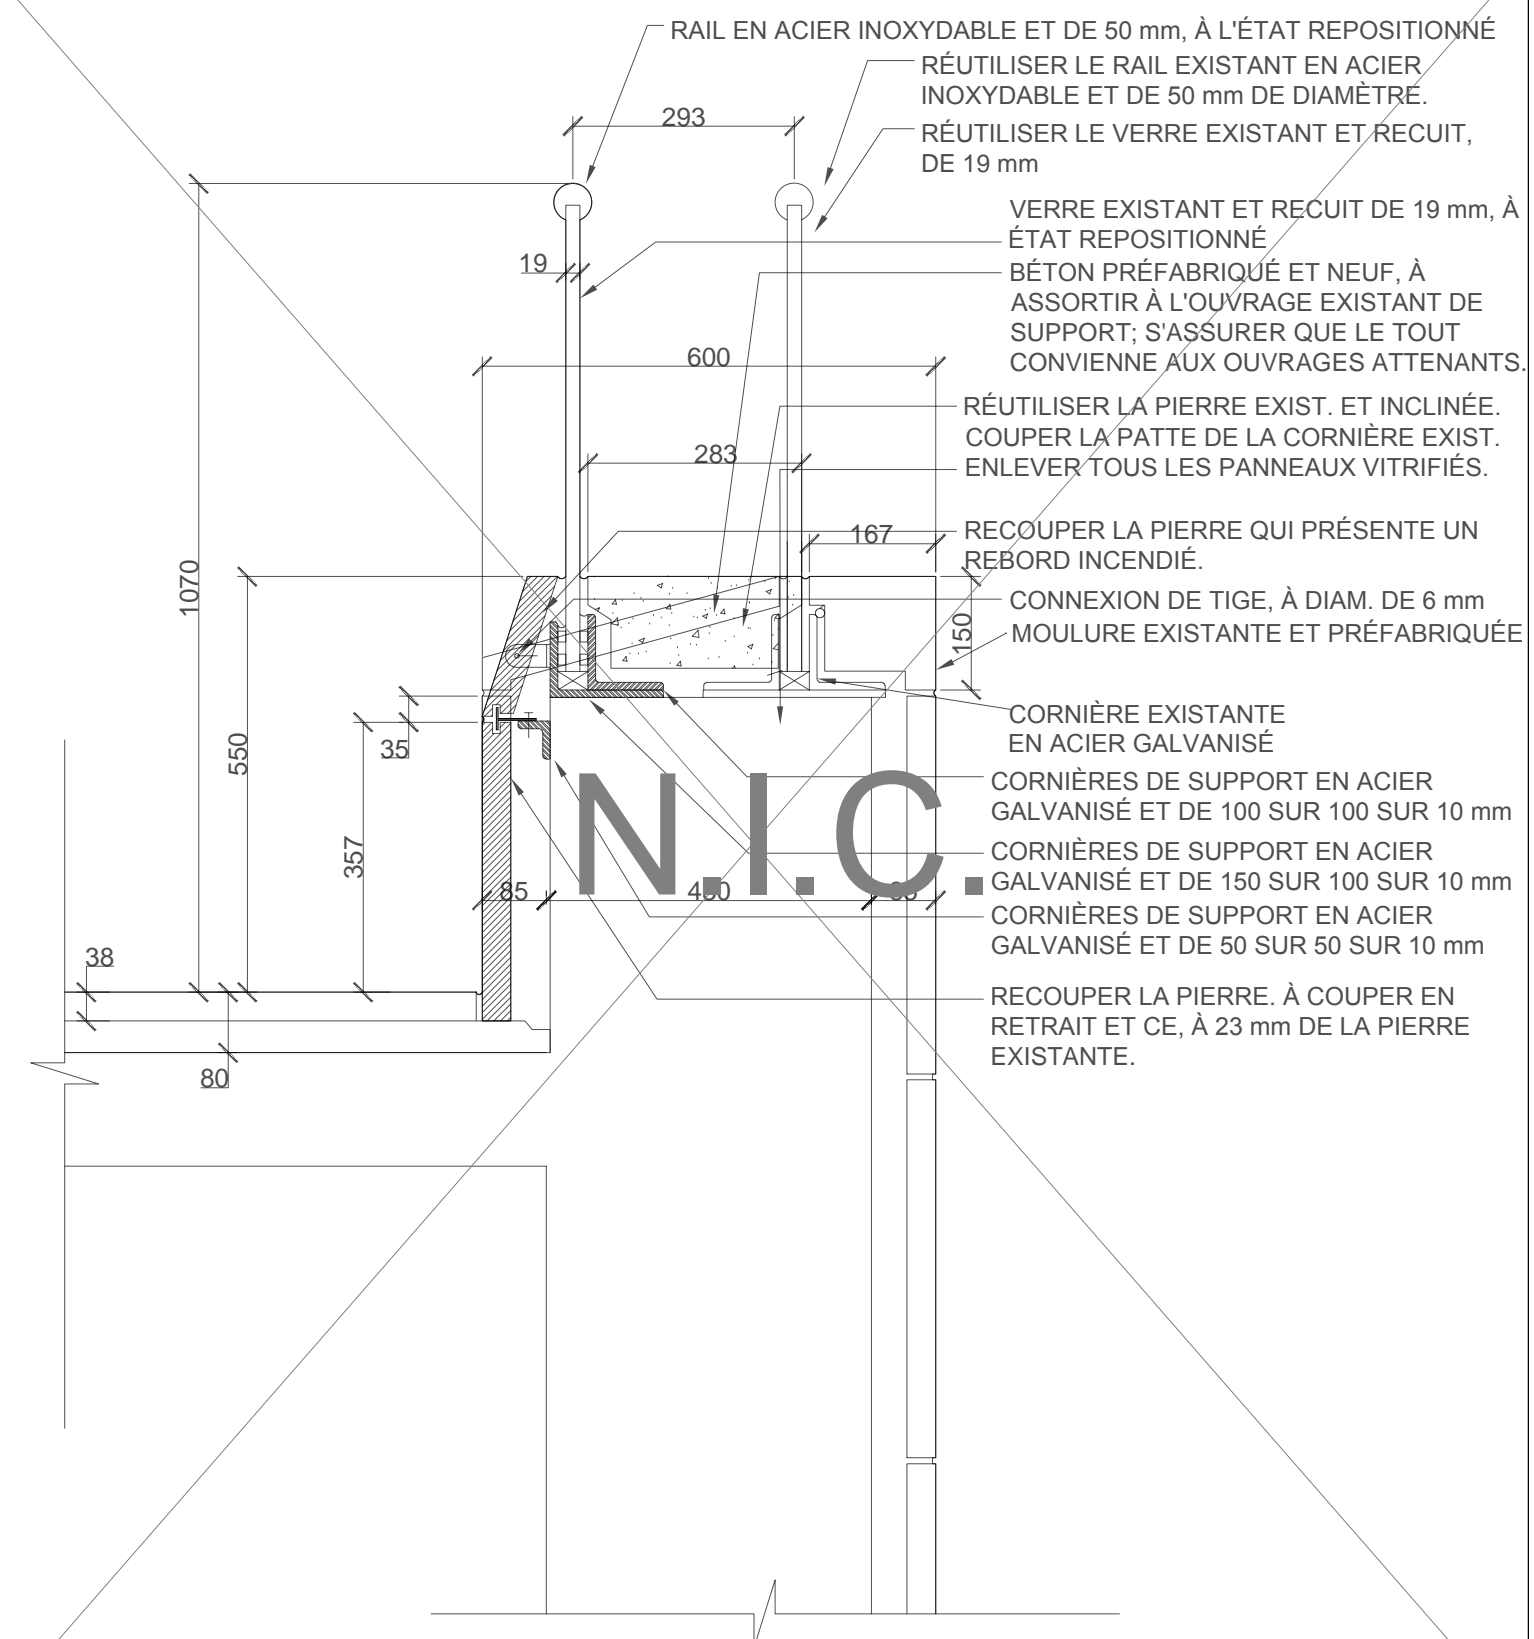 RAIL EN ACIER INOXYDABLE ET DE 50 mm, À L'ÉTAT REPOSITIONNÉ
RÉUTILISER LE RAIL EXISTANT EN ACIER
INOXYDABLE ET DE 50 mm DE DIAMÈTRE.
293
RÉUTILISER LE VERRE EXISTANT ET RECUIT,
DE 19 mm
VERRE EXISTANT ET RECUIT DE 19 mm, À
ÉTAT REPOSITIONNÉ
19
BÉTON PRÉFABRIQUÉ ET NEUF, À
ASSORTIR À L'OUVRAGE EXISTANT DE
SUPPORT; S'ASSURER QUE LE TOUT
CONVIENNE AUX OUVRAGES ATTENANTS.
600
RÉUTILISER LA PIERRE EXIST. ET INCLINÉE.
COUPER LA PATTE DE LA CORNIÈRE EXIST.
ENLEVER TOUS LES PANNEAUX VITRIFIÉS.
283
167
RECOUPER LA PIERRE QUI PRÉSENTE UN
REBORD INCENDIÉ.
1070
CONNEXION DE TIGE, À DIAM. DE 6 mm
MOULURE EXISTANTE ET PRÉFABRIQUÉE
150
CORNIÈRE EXISTANTE
EN ACIER GALVANISÉ
35
550
N.I.C.
CORNIÈRES DE SUPPORT EN ACIER
GALVANISÉ ET DE 100 SUR 100 SUR 10 mm
357
CORNIÈRES DE SUPPORT EN ACIER
GALVANISÉ ET DE 150 SUR 100 SUR 10 mm
85
CORNIÈRES DE SUPPORT EN ACIER
GALVANISÉ ET DE 50 SUR 50 SUR 10 mm
38
RECOUPER LA PIERRE. À COUPER EN
RETRAIT ET CE, À 23 mm DE LA PIERRE
EXISTANTE.
80